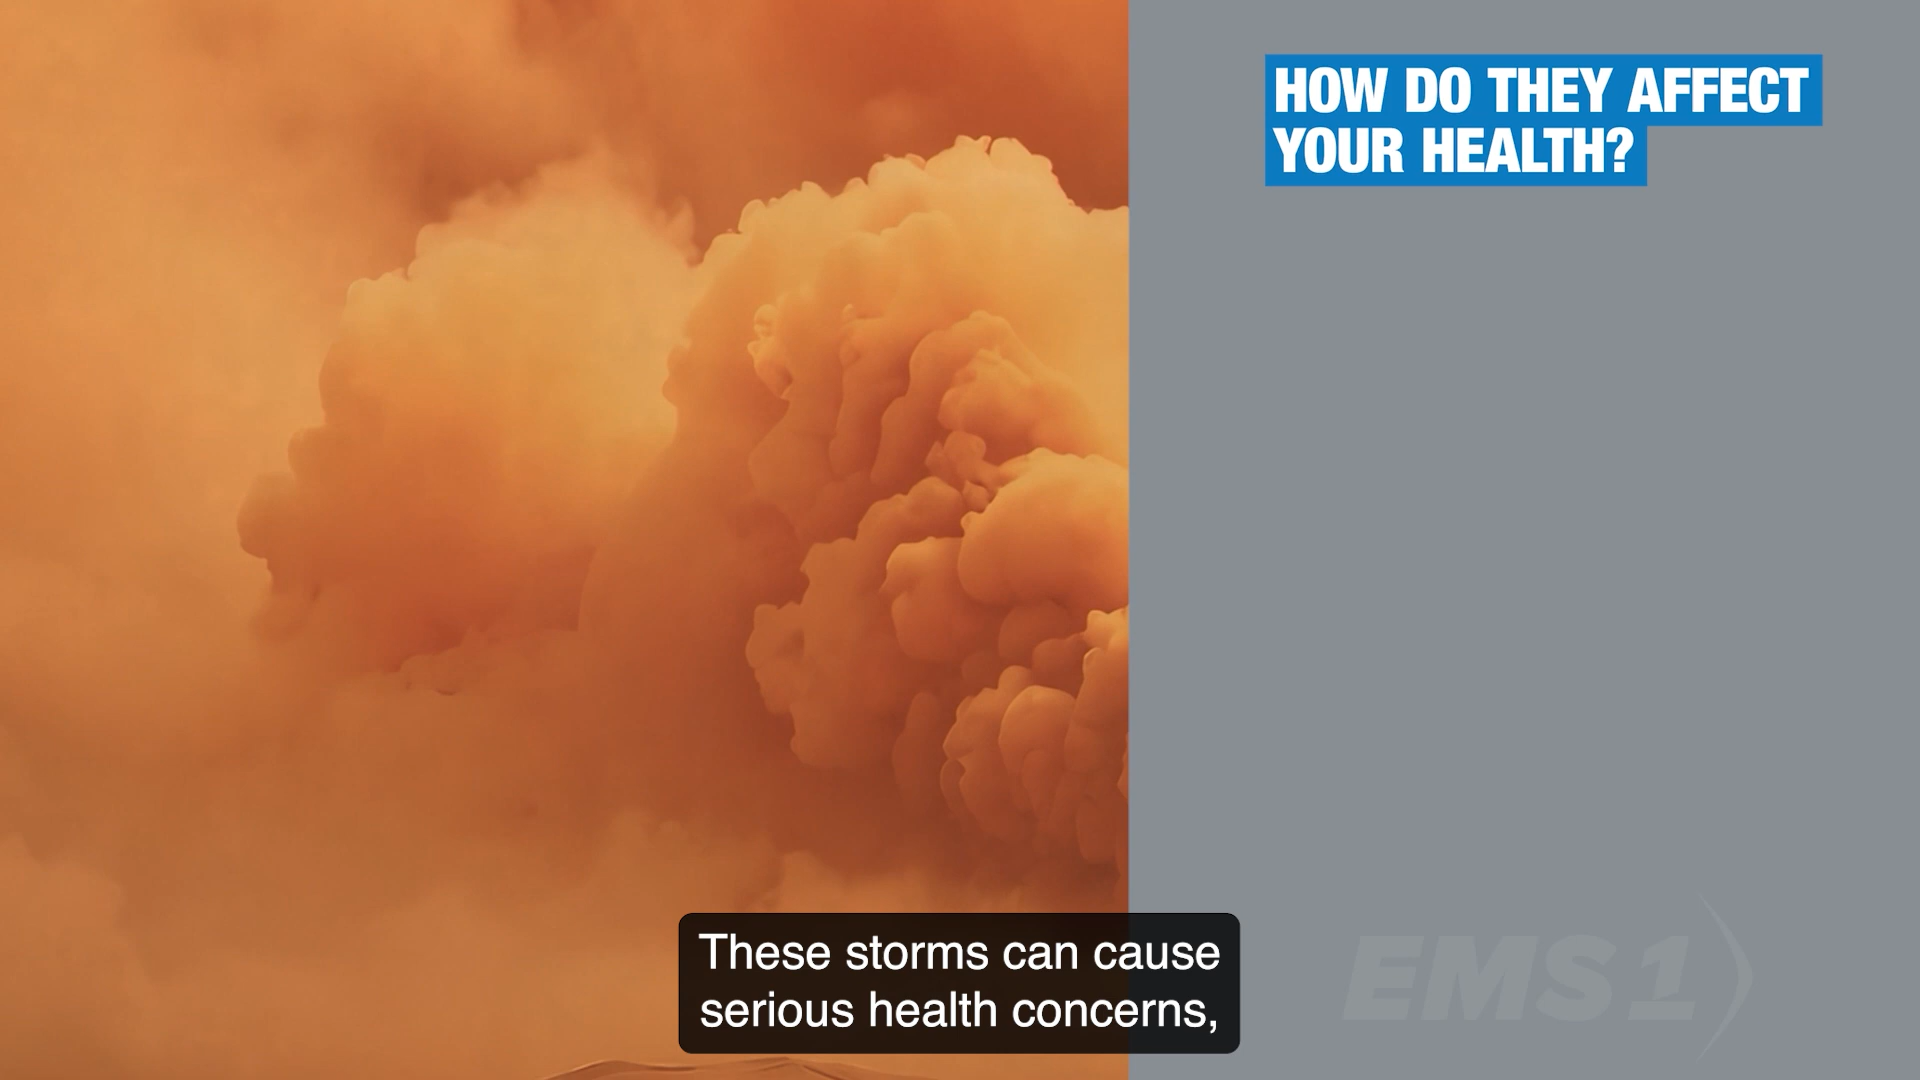 HOW DO THEY AFFECT
YOUR HEALTH?
These storms can cause
serious health concerns,
EMS1